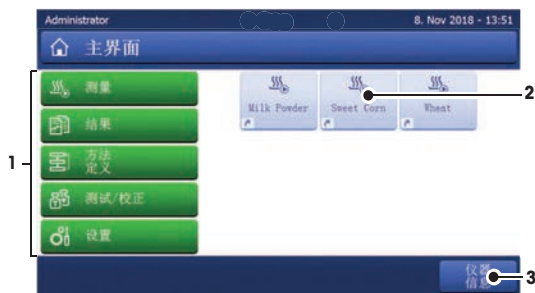 Administrator 8. Nov 2018 - 13:51
主界面
测量
结果
方法
定义
测试/校正
设置
Milk Powder
Sweet Corn
Wheat
仪器
信息
1
2
3